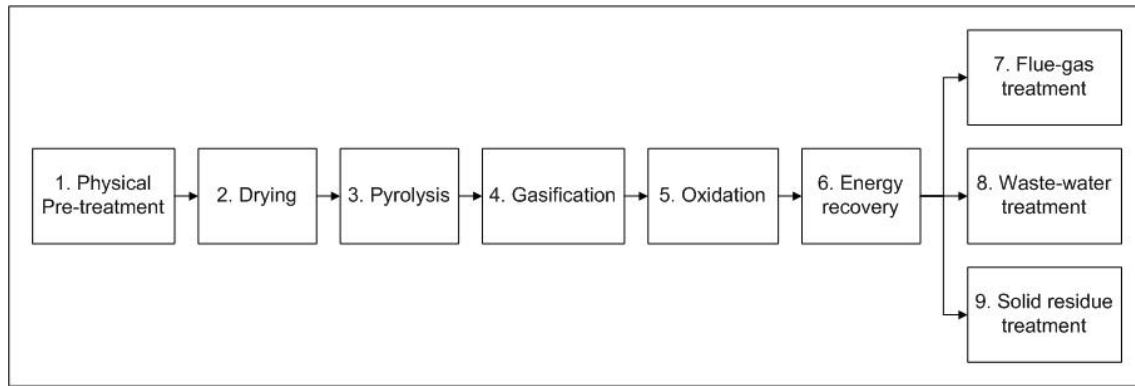 1. Physical
Pre-treatment
2. Drying
3. Pyrolysis
4. Gasification
5. Oxidation
6. Energy
recovery
7. Flue-gas
treatment
8. Waste-water
treatment
9. Solid residue
treatment